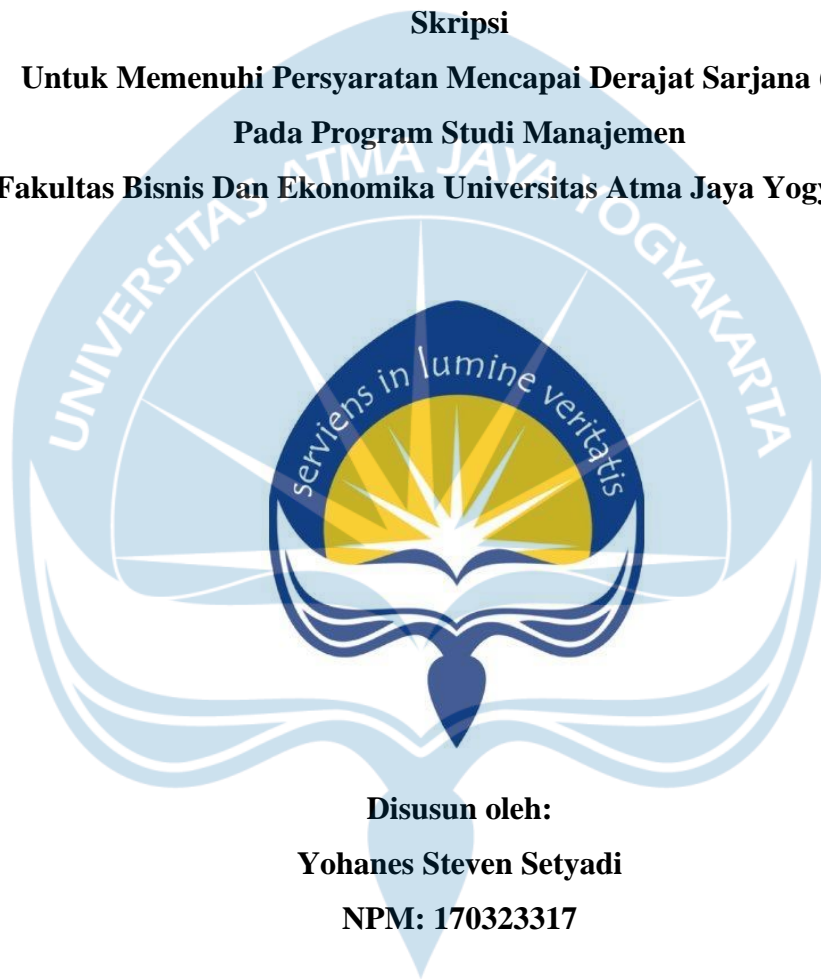 Skripsi
Untuk Memenuhi Persyaratan Mencapai Derajat Sarjana
Pada Program Studi Manajemen
Fakultas Bisnis Dan Ekonomika Universitas Atma Jaya
UNIVERSITAS ATMA JAYA YOGYAKARTA
serviens in lumine veritatis
Disusun oleh:
Yohanes Steven Setyadi
NPM: 170323317